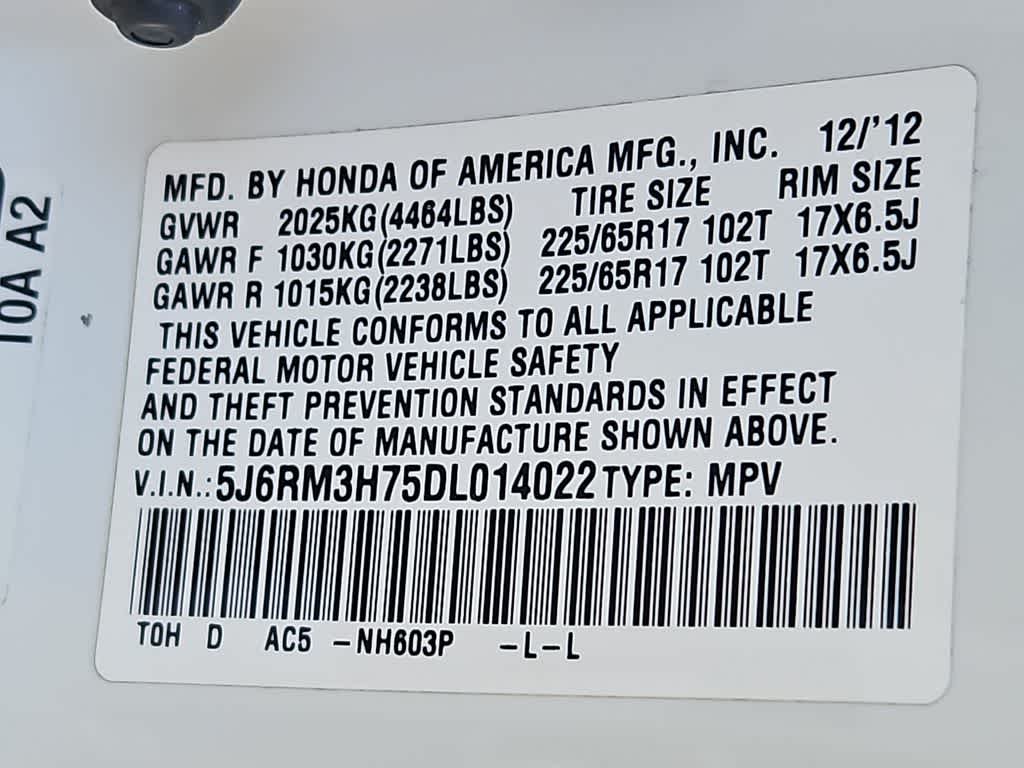 MFD. BY HONDA OF AMERICA MFG., INC. 12/'12
GVWR 2025KG(4464LBS) TIRE SIZE RIM SIZE
GAWR F 1030KG(2271LBS) 225/65R17 102T 17X6.5J
GAWR R 1015KG(2238LBS) 225/65R17 102T 17X6.5J
THIS VEHICLE CONFORMS TO ALL APPLICABLE
FEDERAL MOTOR VEHICLE SAFETY
AND THEFT PREVENTION STANDARDS IN EFFECT
ON THE DATE OF MANUFACTURE SHOWN ABOVE.
V.I.N.:5J6RM3H75DL014022 TYPE: MPV
TOH D AC5 -NH603P -L-L
T0A A2